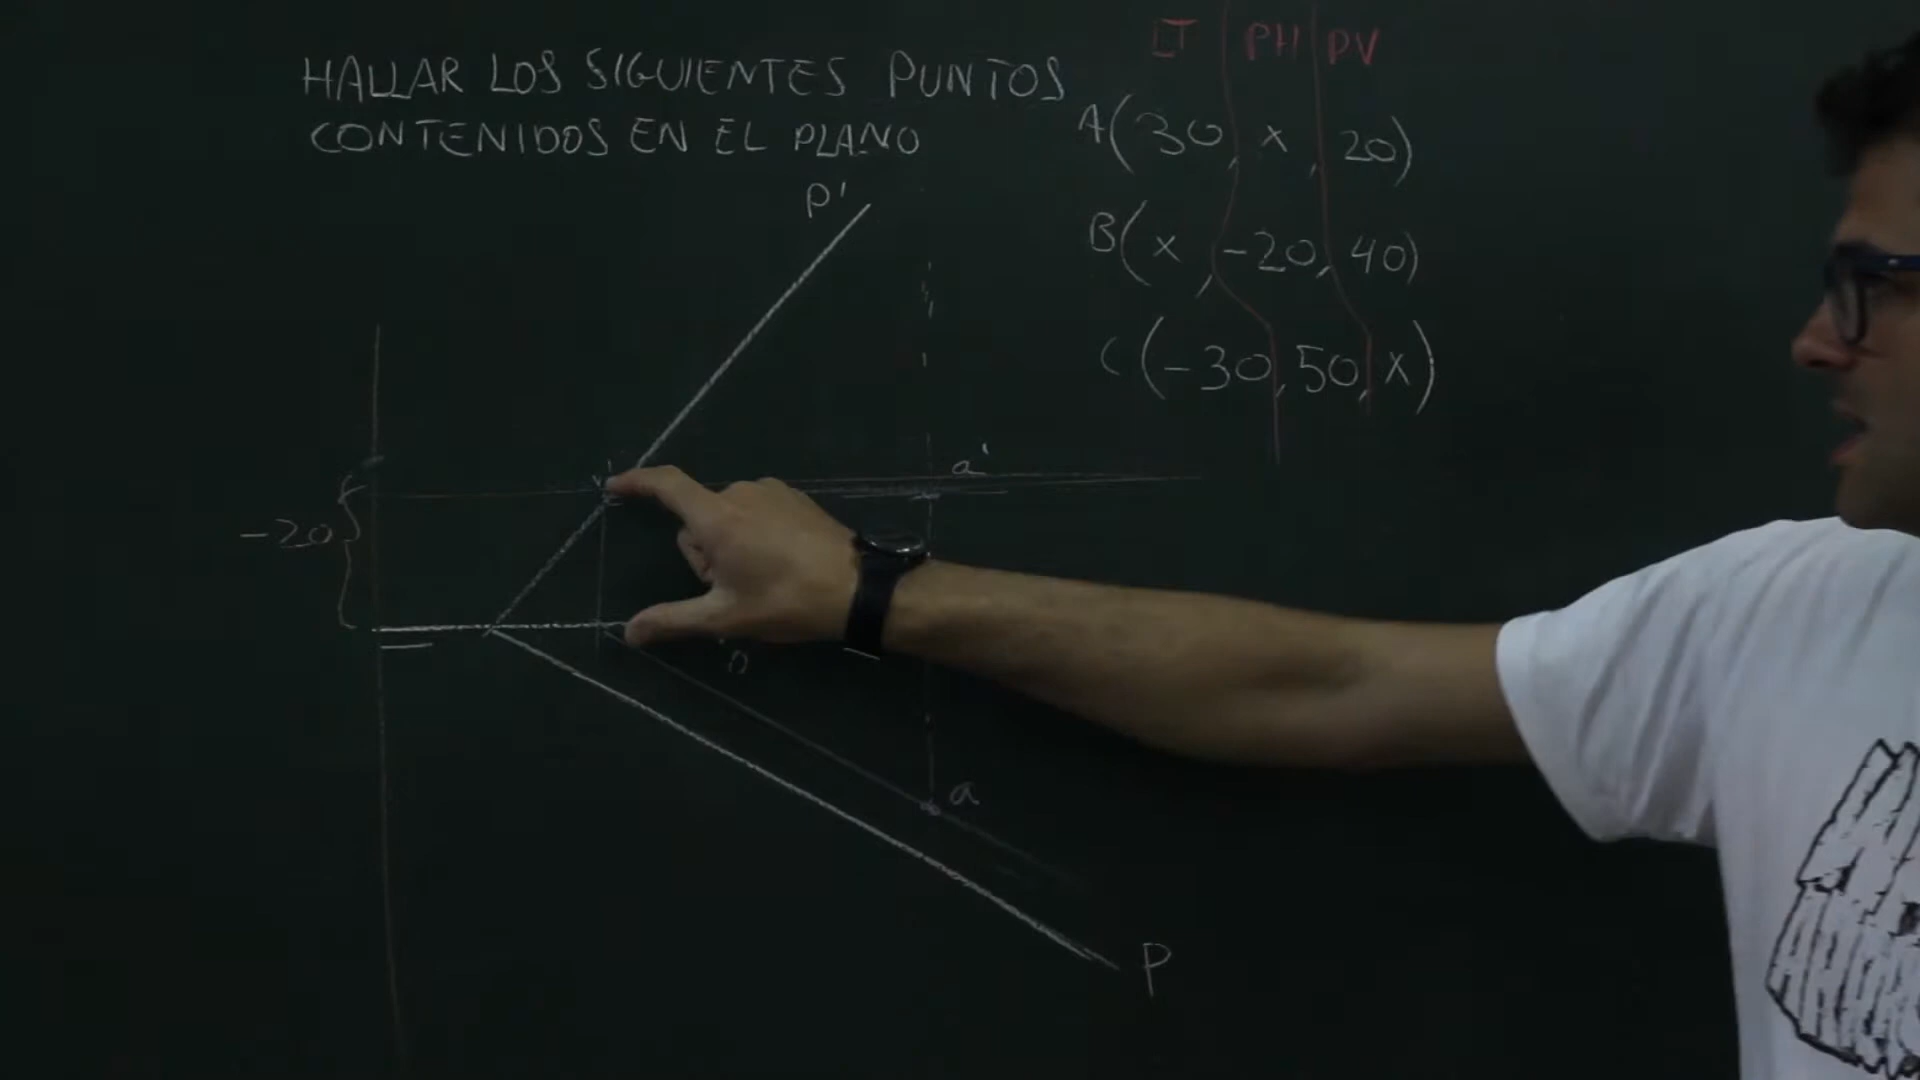 HALLAR LOS SIGUIENTES PUNTOS
CONTENIDOS EN EL PLANO
LT | PH | PV
A(30, x, 20)
B(x, -20, 40)
C(-30, 50, x)
P'
a'
-20
a
P